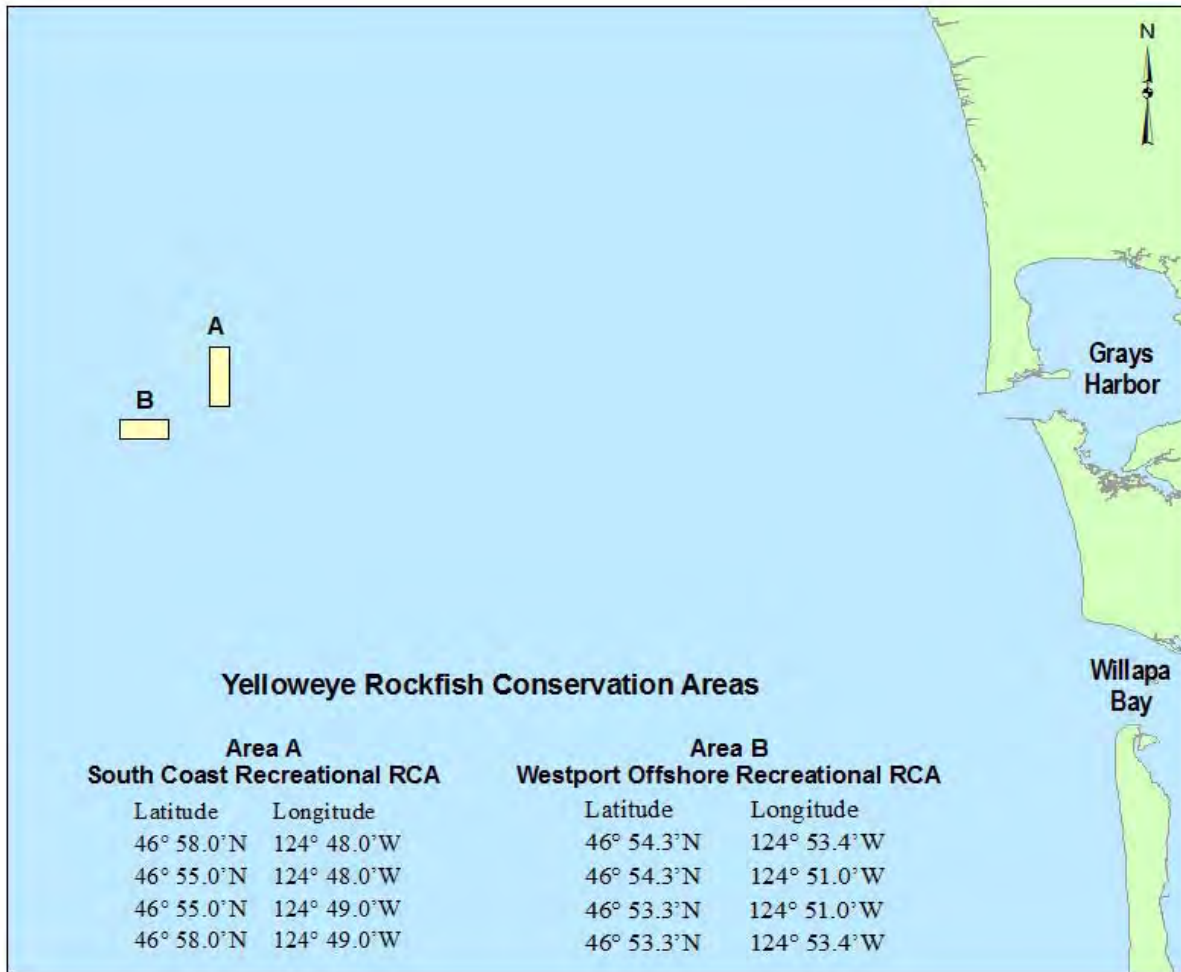 N
A
B
Grays
Harbor
Willapa
Bay
Yelloweye Rockfish Conservation Areas
Area A
South Coast Recreational RCA
Latitude Longitude
46° 58.0’N 124° 48.0’W
46° 55.0’N 124° 48.0’W
46° 55.0’N 124° 49.0’W
46° 58.0’N 124° 49.0’W
Area B
Westport Offshore Recreational RCA
Latitude Longitude
46° 54.3’N 124° 53.4’W
46° 54.3’N 124° 51.0’W
46° 53.3’N 124° 51.0’W
46° 53.3’N 124° 53.4’W